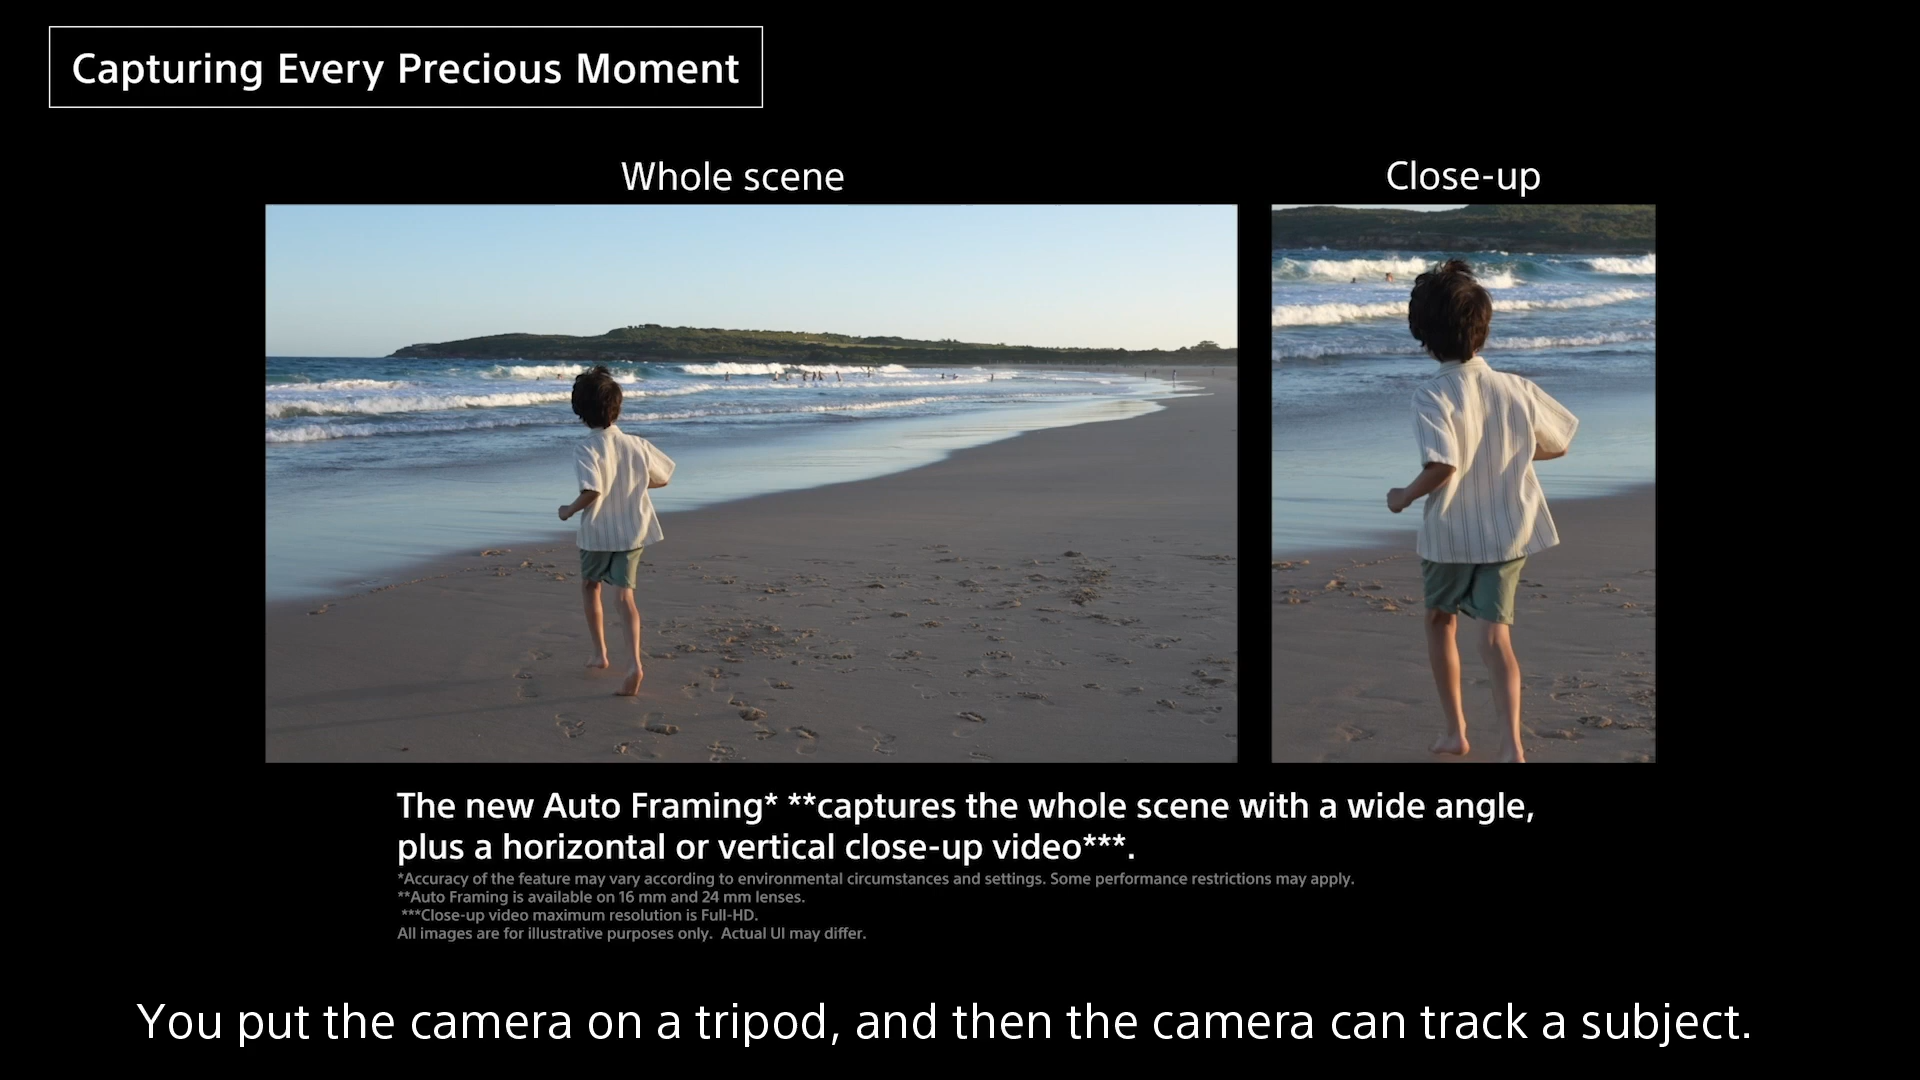 Capturing Every Precious Moment
Whole scene
Close-up
The new Auto Framing* **captures the whole scene with a wide angle,
plus a horizontal or vertical close-up video***.
*Accuracy of the feature may vary according to environmental circumstances and settings. Some performance restrictions may apply.
**Auto Framing is available on 16 mm and 24 mm lenses.
***Close-up video maximum resolution is Full-HD.
All images are for illustrative purposes only.  Actual UI may differ.
You put the camera on a tripod, and then the camera can track a subject.